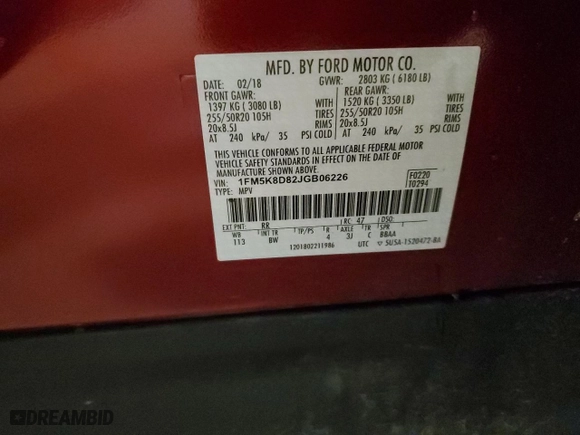 MFD. BY FORD MOTOR CO.
DATE: 02/18 GVWR: 2803 KG ( 6180 LB)
FRONT GAWR: REAR GAWR:
1397 KG ( 3080 LB) WITH 1520 KG ( 3350 LB) WITH
255/50R20 105H TIRES 255/50R20 105H TIRES
20x8.5J RIMS 20x8.5J RIMS
AT 240 kPa/ 35 PSI COLD AT 240 kPa/ 35 PSI COLD
THIS VEHICLE CONFORMS TO ALL APPLICABLE FEDERAL MOTOR
VEHICLE SAFETY STANDARDS IN EFFECT ON THE DATE OF
MANUFACTURE SHOWN ABOVE.
VIN: 1FM5K8D82JGB06226 F0220
TYPE: MPV T0294
EXT PNT: RR RC: 47 DSO:
WB INT TR TP/PS R AXLE TR SPR
113 BW 4 3J C BBAA
1201802211986 UTC 5U5A-1520472-BA
DREAMBID